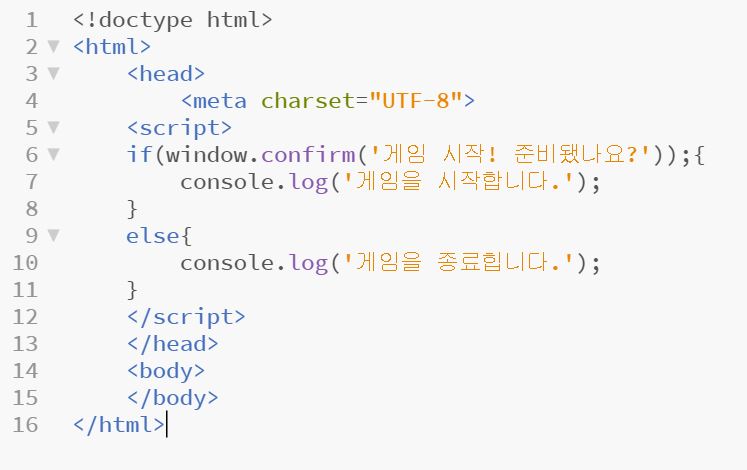 1 <!doctype html>
2 <html>
3 <head>
4 <meta charset="UTF-8">
5 <script>
6 if(window.confirm('게임 시작! 준비됐나요?'));{
7 console.log('게임을 시작합니다.');
8 }
9 else{
10 console.log('게임을 종료힙니다.');
11 }
12 </script>
13 </head>
14 <body>
15 </body>
16 </html>